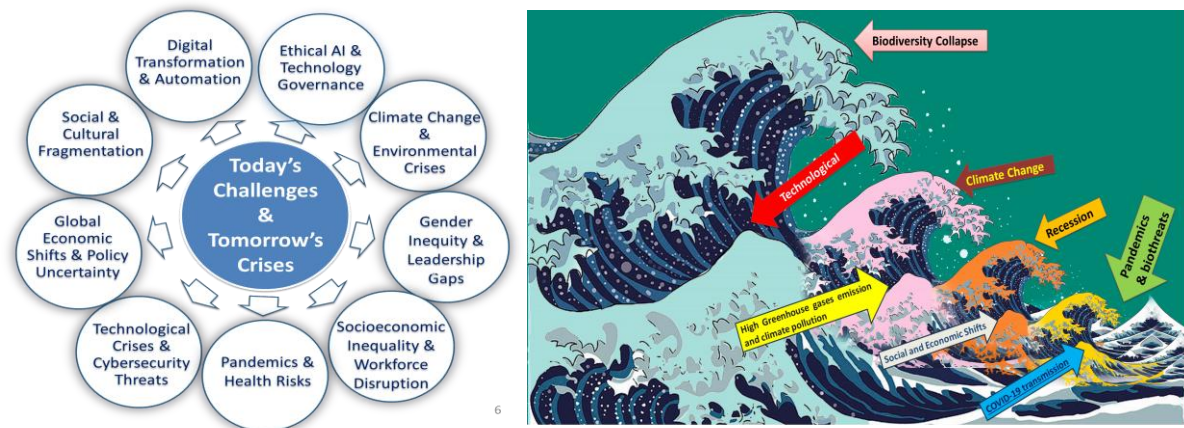 Digital
Transformation
& Automation
Ethical AI &
Technology
Governance
Social &
Cultural
Fragmentation
Climate Change
&
Environmental
Crises
Today's
Challenges
&
Tomorrow's
Crises
Global
Economic
Shifts & Policy
Uncertainty
Gender
Inequity &
Leadership
Gaps
Technological
Crises &
Cybersecurity
Threats
Pandemics &
Health Risks
Socioeconomic
Inequality &
Workforce
Disruption
6
Biodiversity Collapse
Technological
Climate Change
Recession
Pandemics
& biothreats
High Greenhouse gases emission
and climate pollution
Social and Economic Shifts
COVID-19 transmission